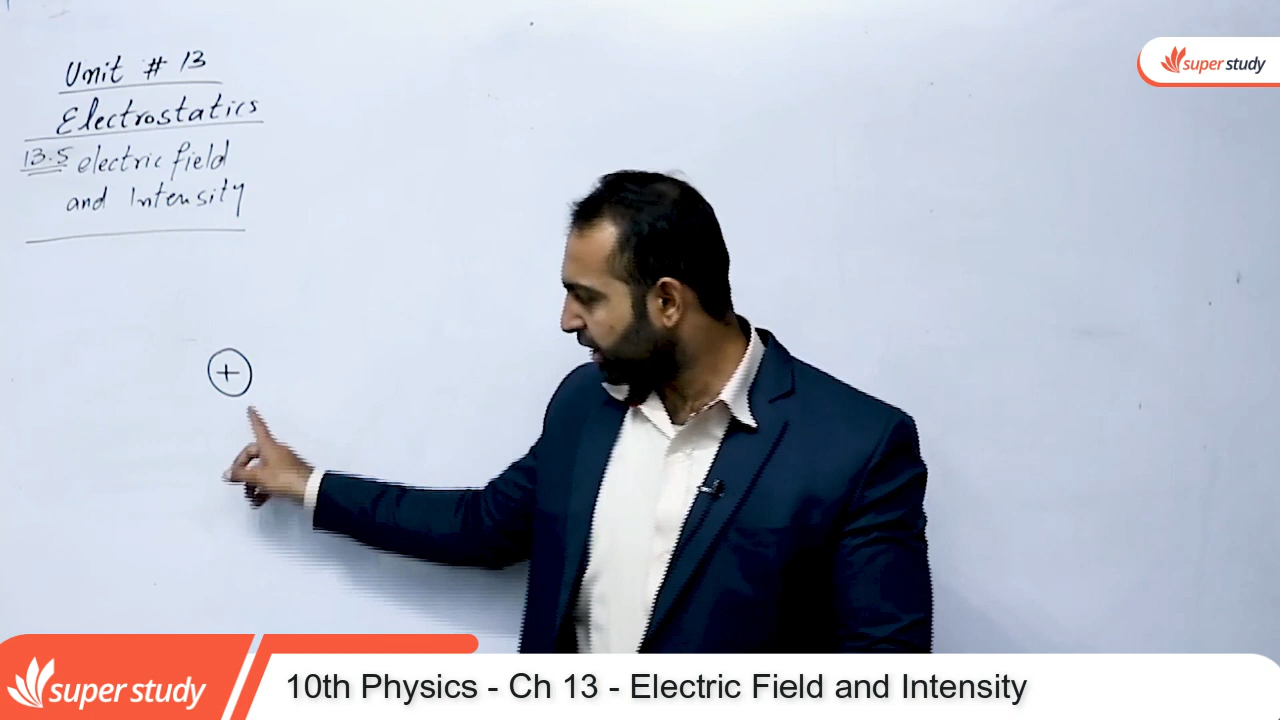 Unit # 13
Electrostatics
13.5 electric field
and Intensity
+
super study
super study
10th Physics - Ch 13 - Electric Field and Intensity